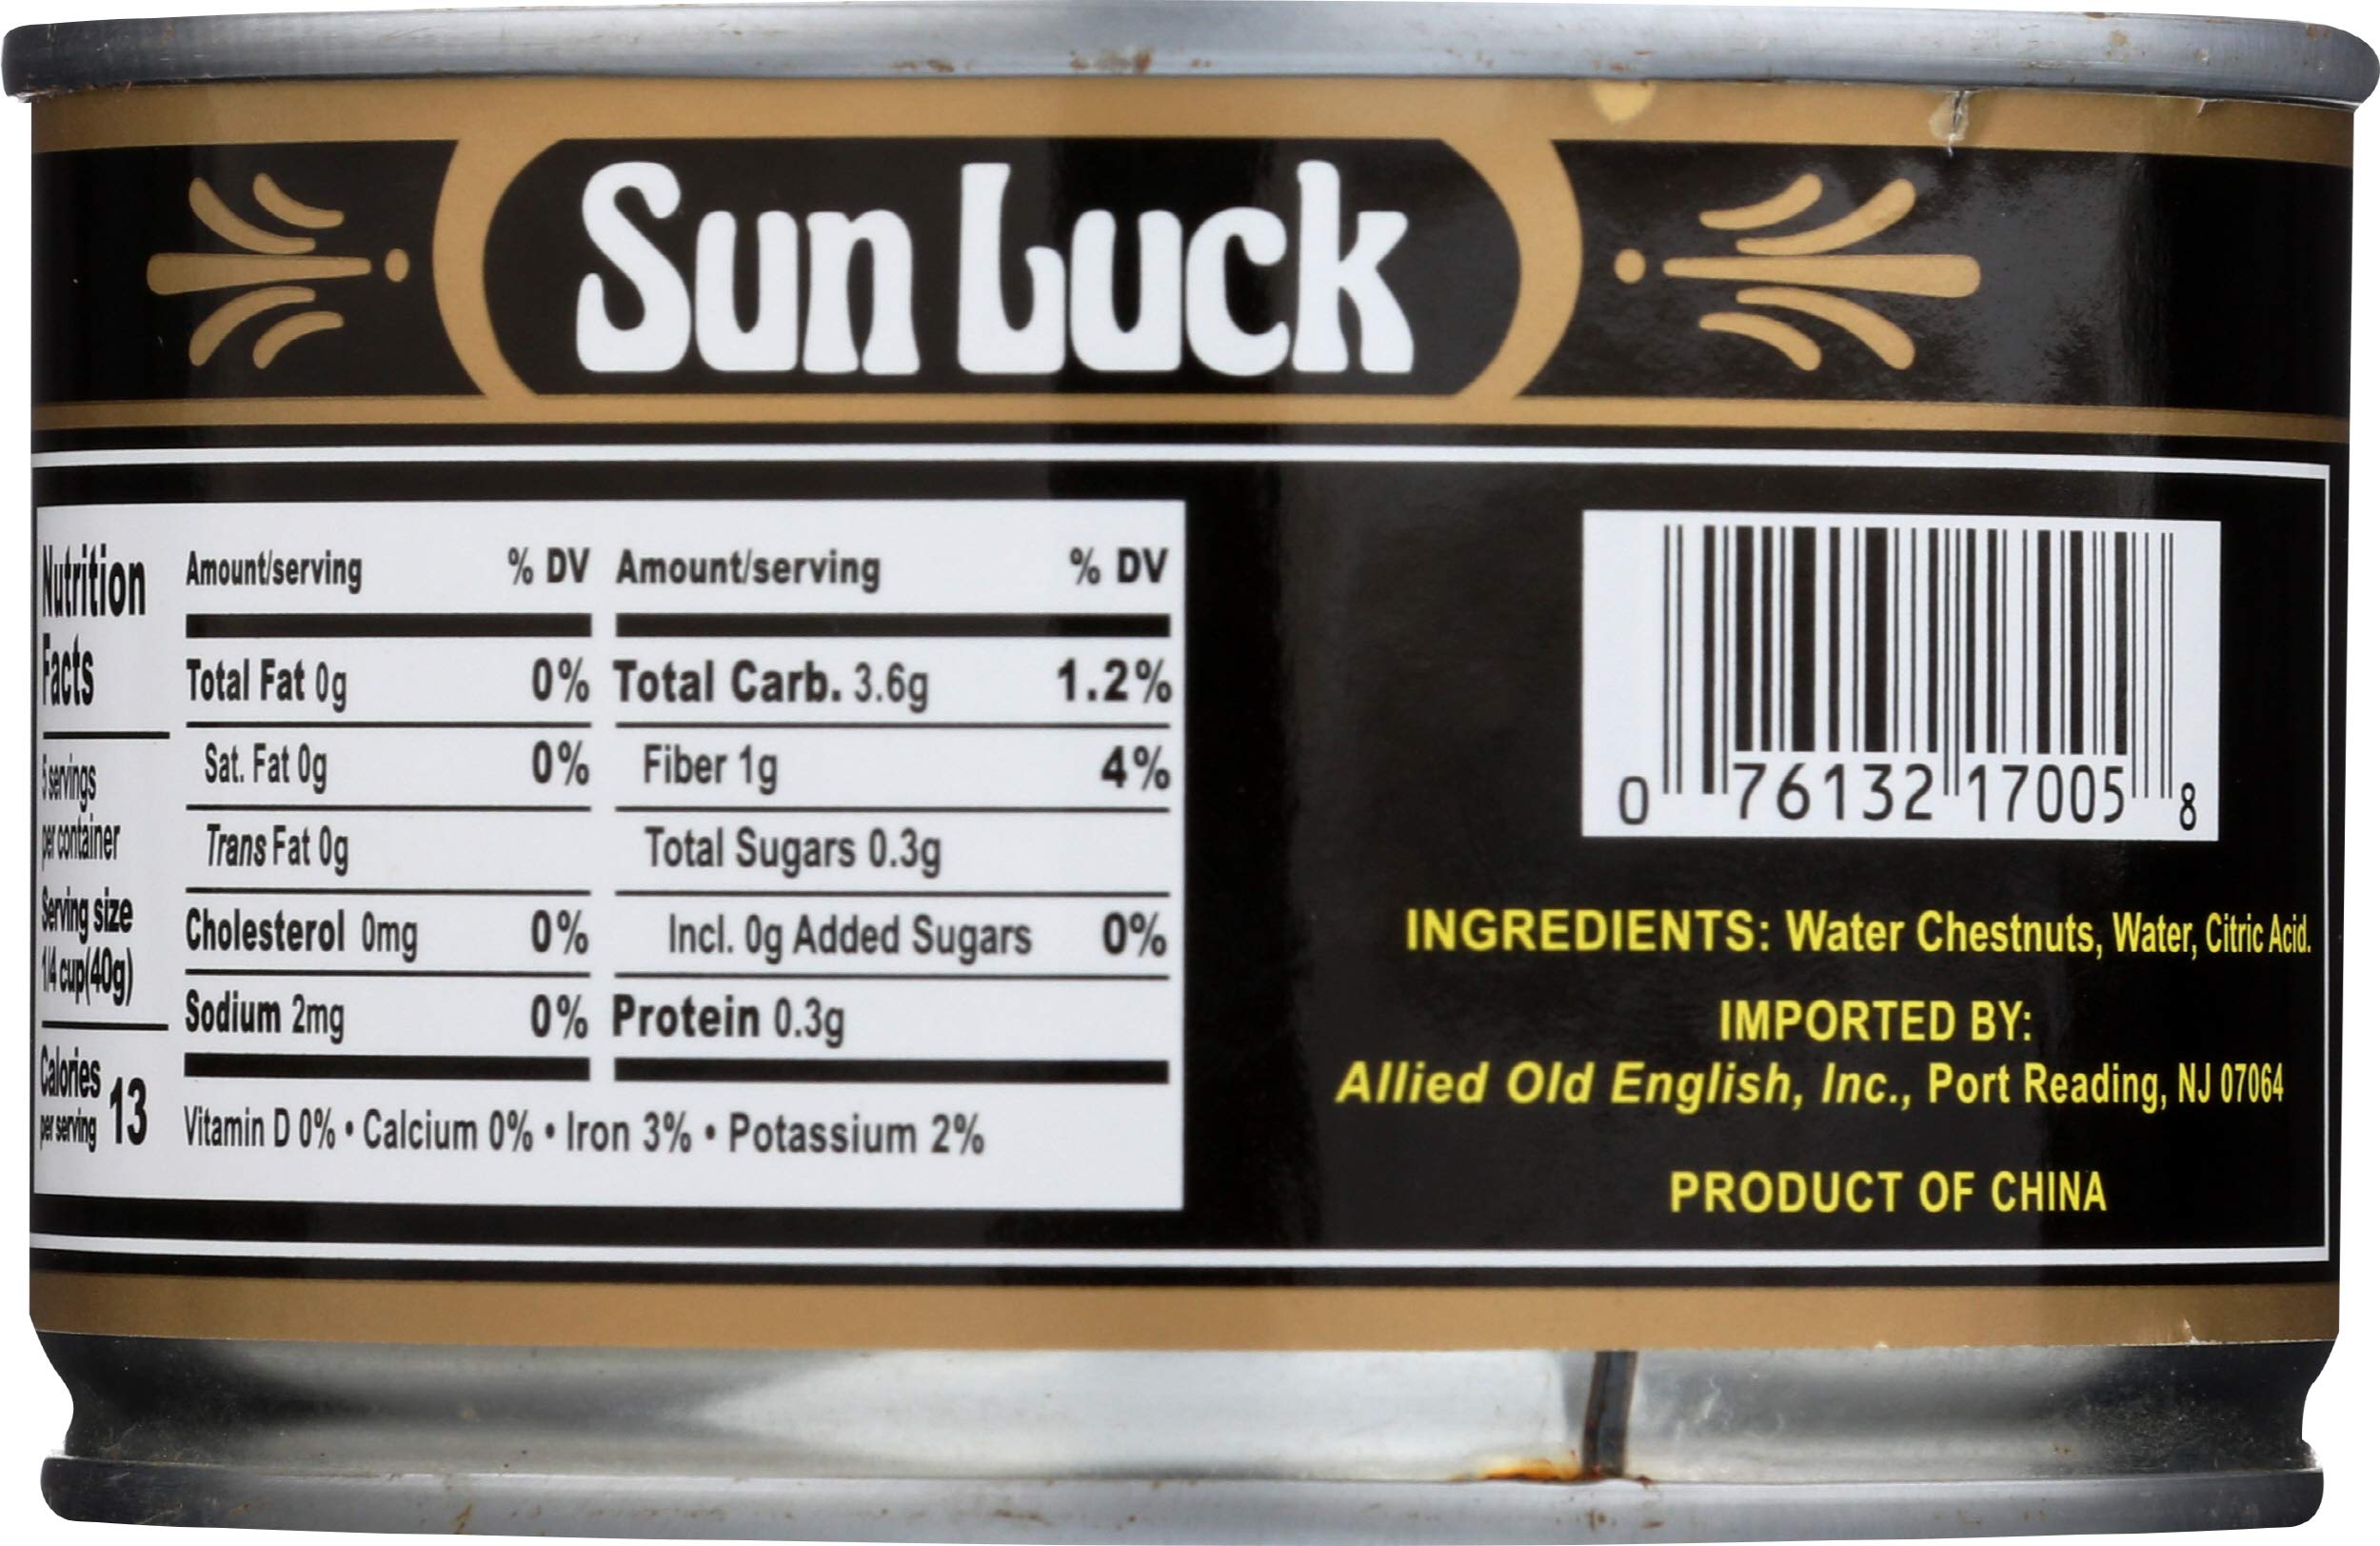 Sun Luck
Nutrition
Facts
5 servings
per container
Serving size
1/4 cup(40g)
Calories
per serving 13
Amount/serving % DV
Total Fat 0g 0%
Sat. Fat 0g 0%
Trans Fat 0g
Cholesterol 0mg 0%
Sodium 2mg 0%
Amount/serving % DV
Total Carb. 3.6g 1.2%
Fiber 1g 4%
Total Sugars 0.3g
Incl. 0g Added Sugars 0%
Protein 0.3g
Vitamin D 0% • Calcium 0% • Iron 3% • Potassium 2%
0 76132 17005 8
INGREDIENTS: Water Chestnuts, Water, Citric Acid.
IMPORTED BY:
Allied Old English, Inc., Port Reading, NJ 07064
PRODUCT OF CHINA